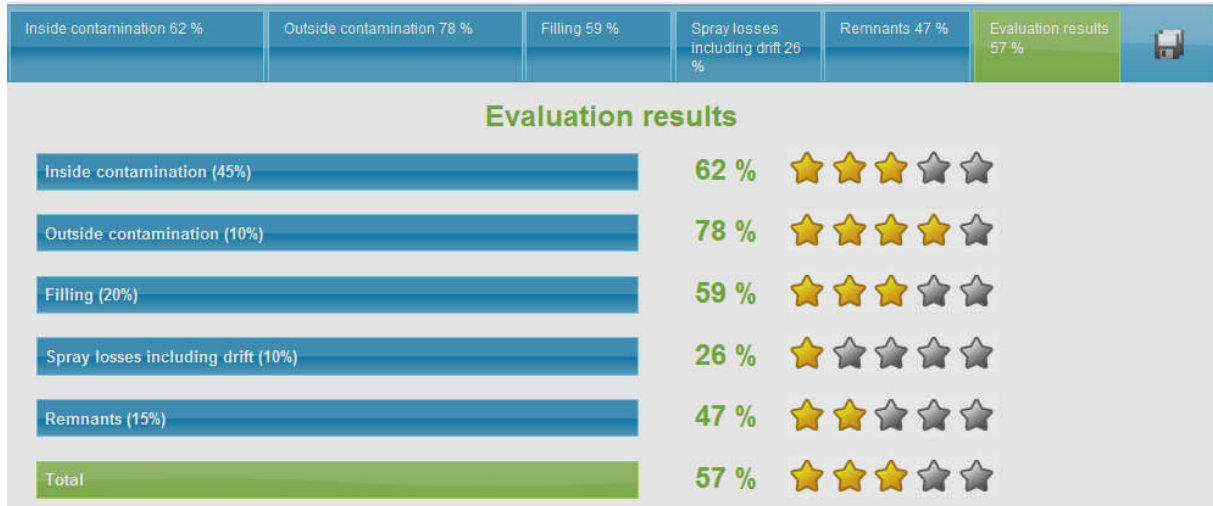 Inside contamination 62 %
Outside contamination 78 %
Filling 59 %
Spray losses
including drift 26
%
Remnants 47 %
Evaluation results
57 %
Evaluation results
Inside contamination (45%)
62 %
Outside contamination (10%)
78 %
Filling (20%)
59 %
Spray losses including drift (10%)
26 %
Remnants (15%)
47 %
Total
57 %